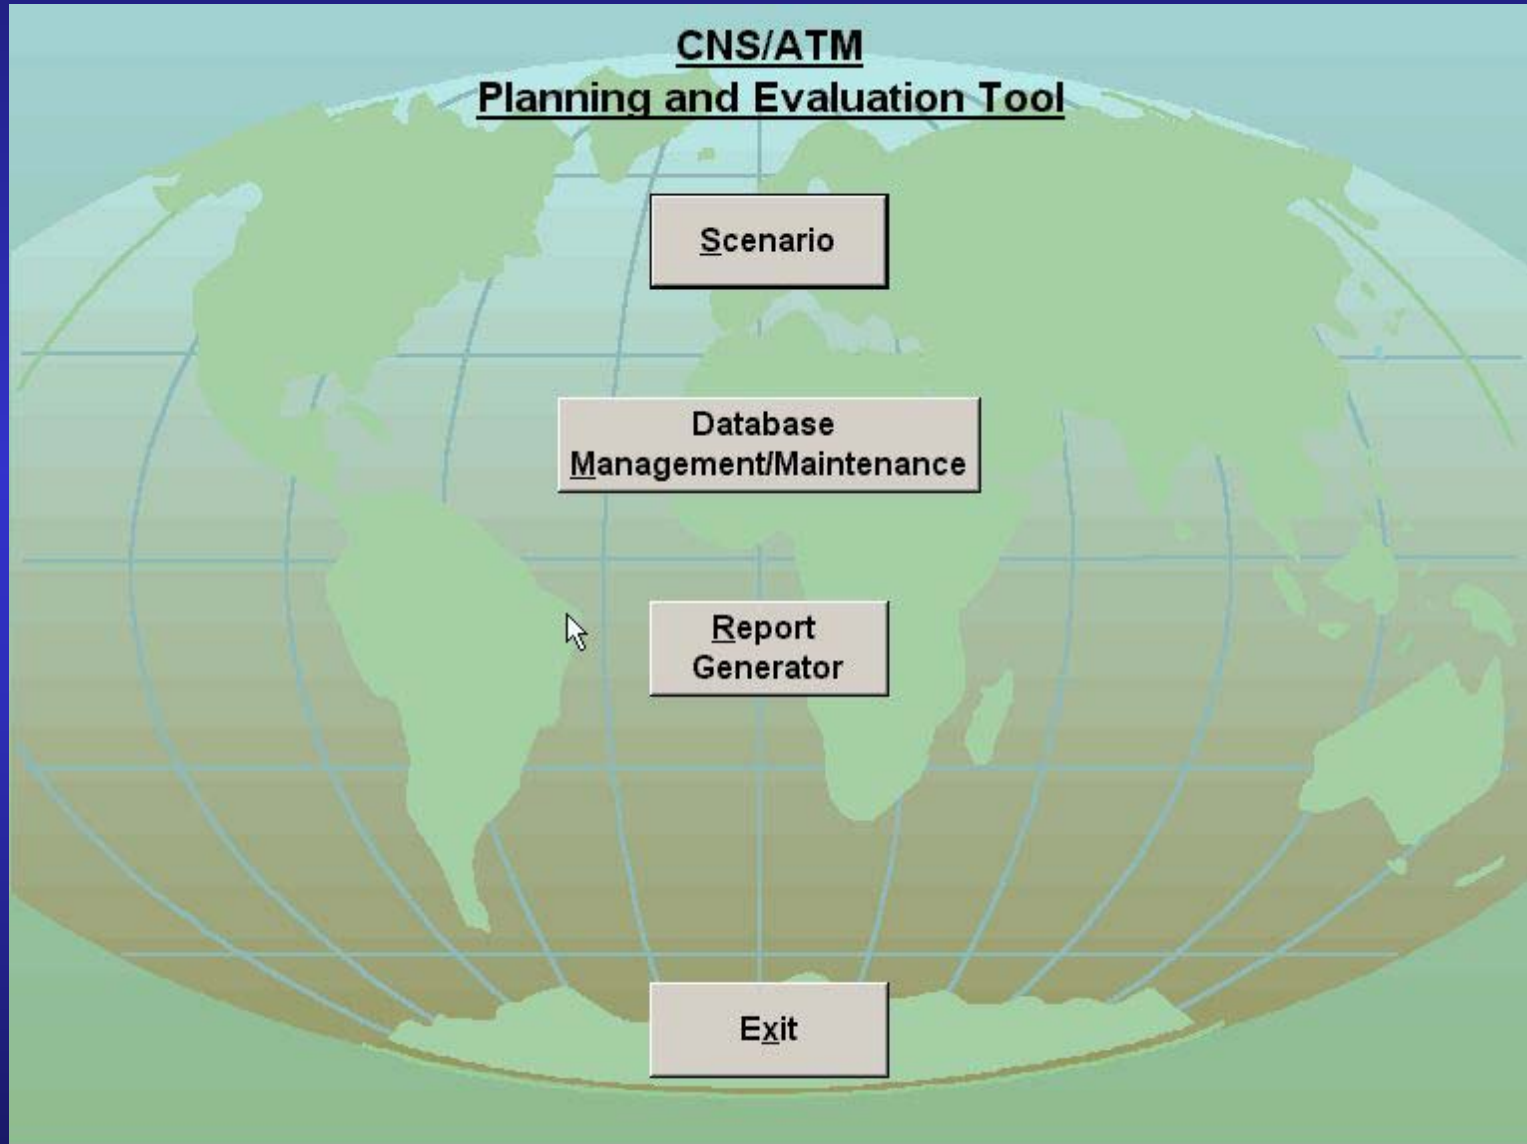 CNS/ATM
Planning and Evaluation Tool
Scenario
Database
Management/Maintenance
Report
Generator
Exit